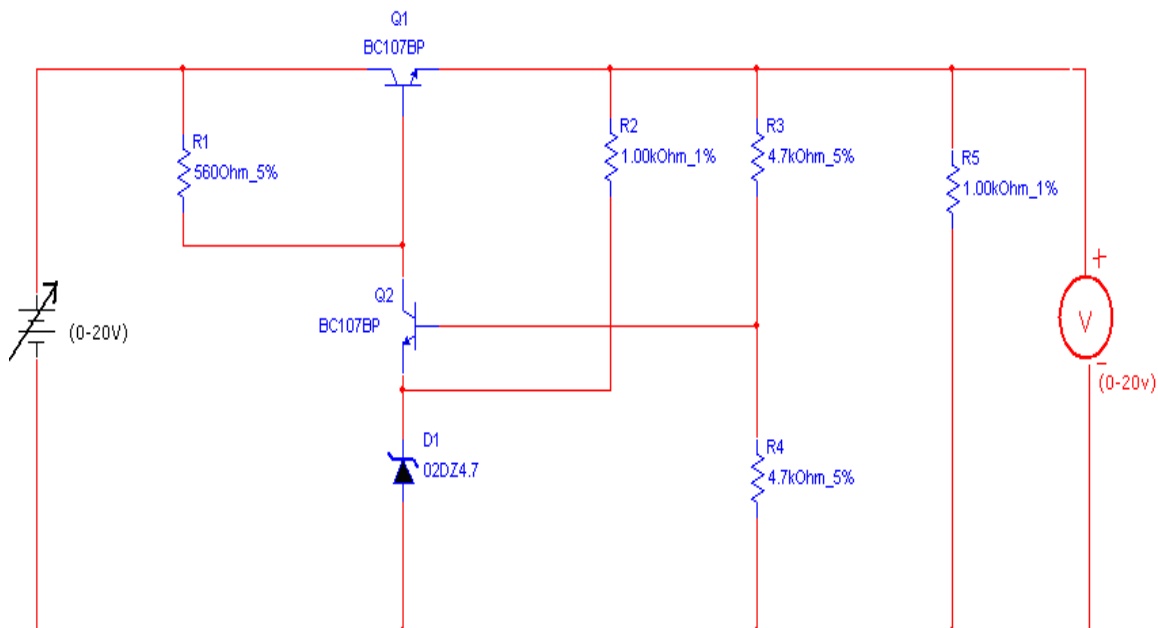 Q1
BC107BP
R1
560Ohm_5%
R2
1.00kOhm_1%
R3
4.7kOhm_5%
R5
1.00kOhm_1%
Q2
BC107BP
(0-20V)
+
V
-
(0-20v)
D1
02DZ4.7
R4
4.7kOhm_5%